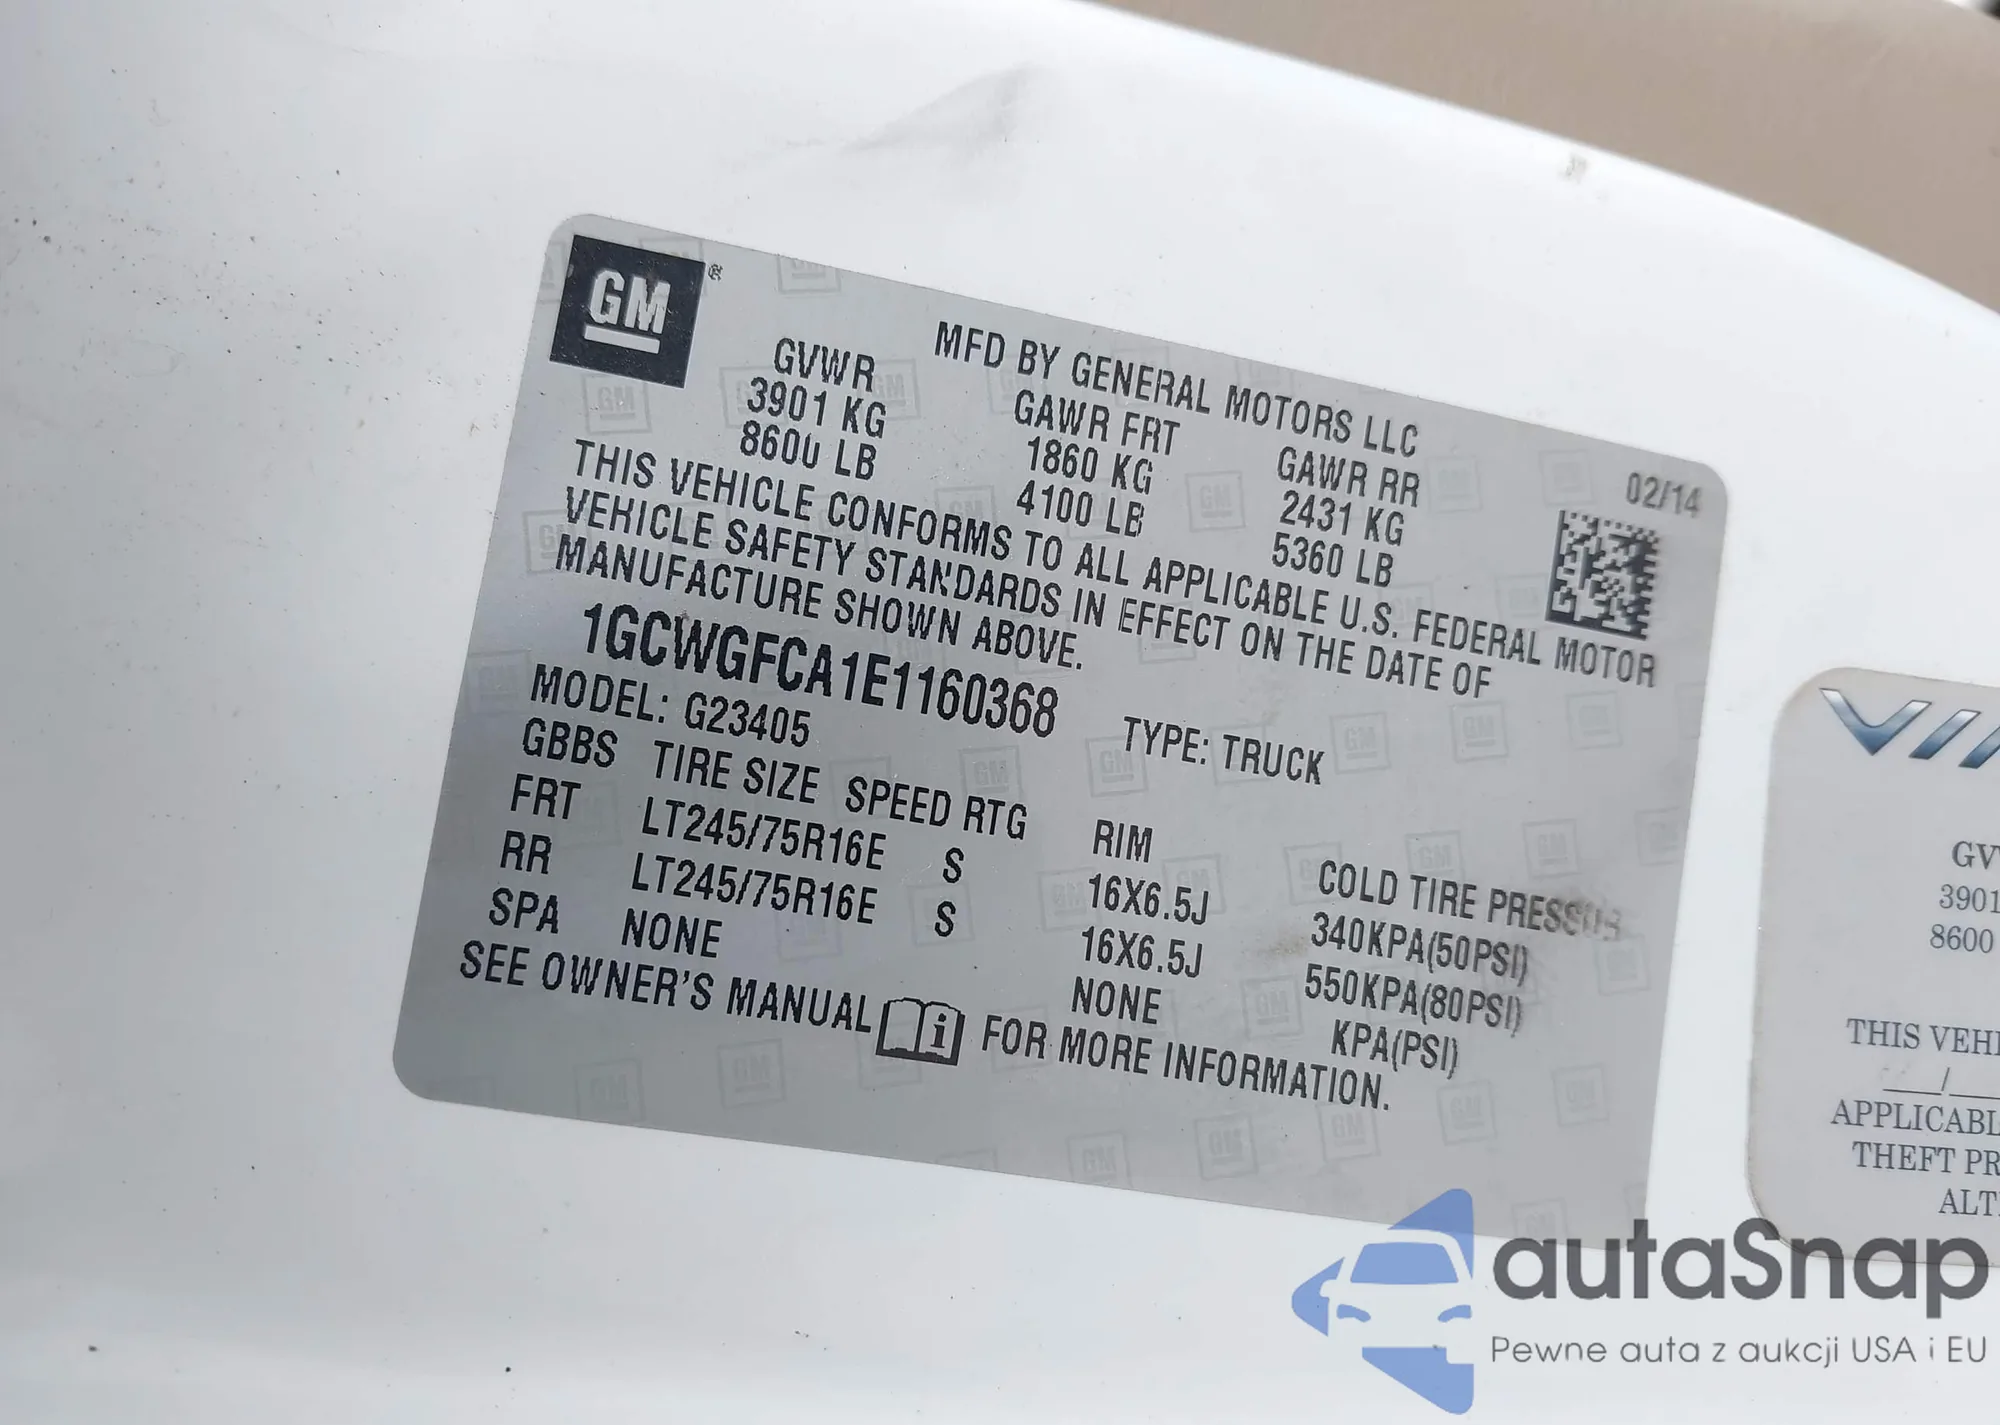 GM ®
MFD BY GENERAL MOTORS LLC
02/14
GVWR GAWR FRT GAWR RR
3901 KG 1860 KG 2431 KG
8600 LB 4100 LB 5360 LB
THIS VEHICLE CONFORMS TO ALL APPLICABLE U.S. FEDERAL MOTOR
VEHICLE SAFETY STANDARDS IN EFFECT ON THE DATE OF
MANUFACTURE SHOWN ABOVE.
1GCWGFCA1E1160368 TYPE: TRUCK
MODEL: G23405
GBBS TIRE SIZE SPEED RTG RIM COLD TIRE PRESSUR
FRT LT245/75R16E S 16X6.5J 340KPA(50PSI)
RR LT245/75R16E S 16X6.5J 550KPA(80PSI)
SPA NONE NONE KPA(PSI)
SEE OWNER'S MANUAL i FOR MORE INFORMATION.
GV
3901
8600
THIS VEHI
/
APPLICABL
THEFT PR
ALT
autaSnap
Pewne auta z aukcji USA i EU